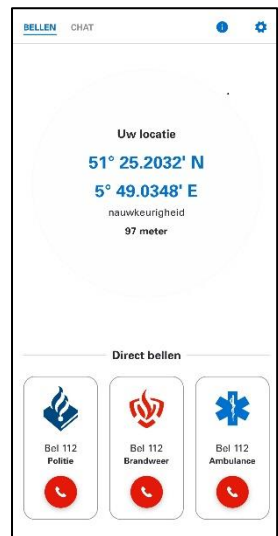 BELLEN CHAT
Uw locatie
51° 25.2032' N
5° 49.0348' E
nauwkeurigheid
97 meter
Direct bellen
Bel 112 Politie
Bel 112 Brandweer
Bel 112 Ambulance